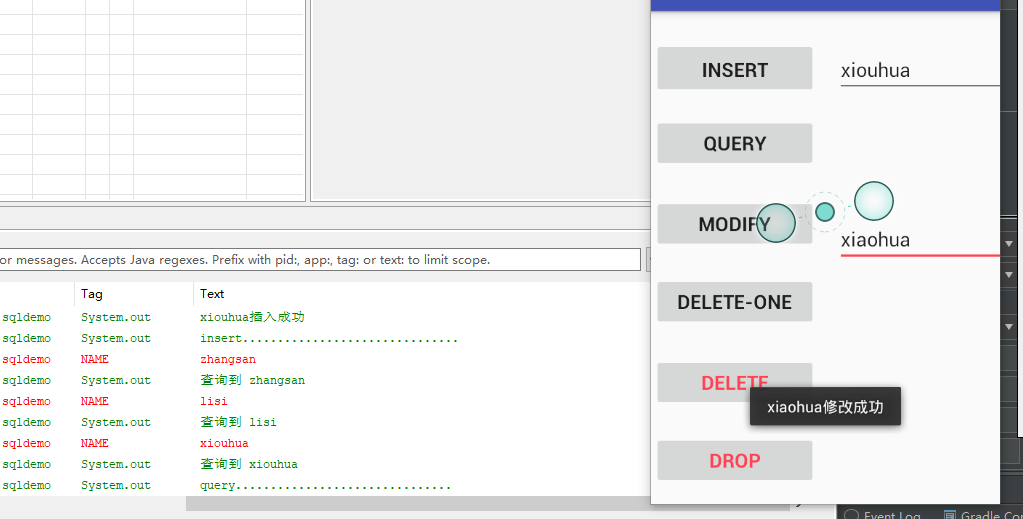 INSERT
xiouhua
QUERY
MODIFY
xiaohua
DELETE-ONE
DELETE
xiaohua修改成功
DROP
or messages. Accepts Java regexes. Prefix with pid:, app:, tag: or text: to limit scope.
Tag Text
sqldemo System.out xiouhua插入成功
sqldemo System.out insert..............................
sqldemo NAME zhangsan
sqldemo System.out 查询到 zhangsan
sqldemo NAME lisi
sqldemo System.out 查询到 lisi
sqldemo NAME xiouhua
sqldemo System.out 查询到 xiouhua
sqldemo System.out query...............................
Event Log Gradle Con